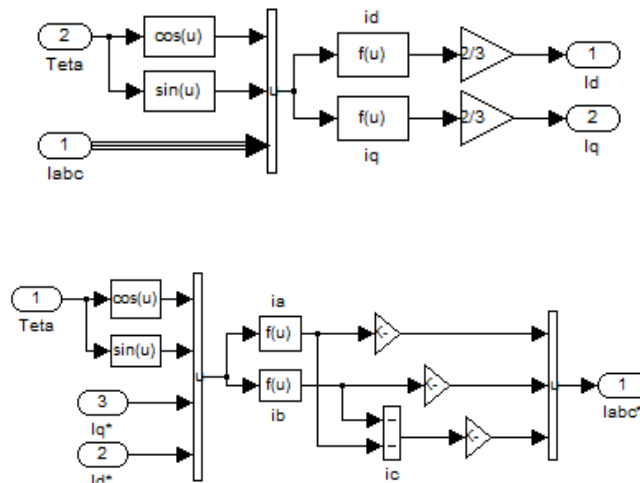 id
2
cos(u)
f(u)
2/3
1
Teta
Id
sin(u)
u
f(u)
2/3
2
1
iq
Iq
Iabc
1
cos(u)
ia
Teta
f(u)
K-
sin(u)
u
f(u)
K-
u
1
3
ib
Iabc*
Iq*
K-
2
ic
Id*